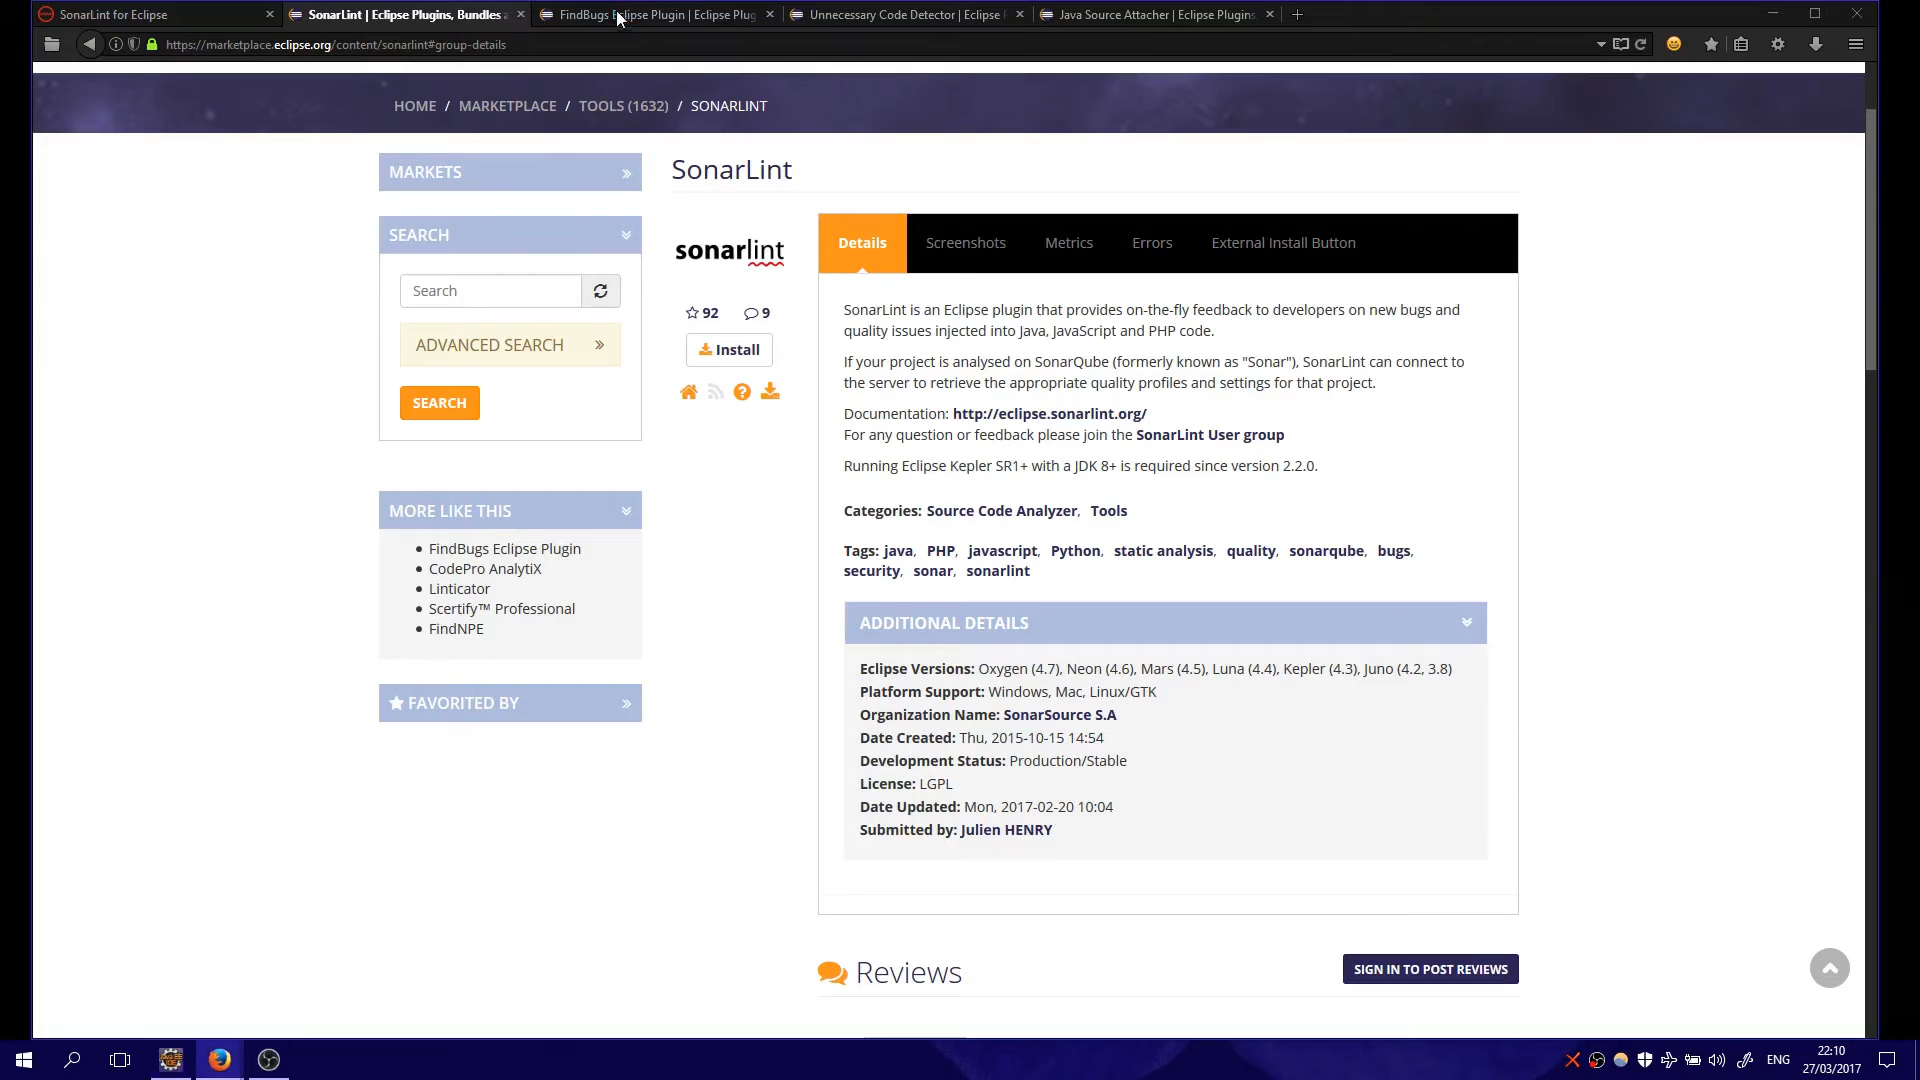 SonarLint for Eclipse
SonarLint | Eclipse Plugins, Bundles a
FindBugs Eclipse Plugin | Eclipse Plug
Unnecessary Code Detector | Eclipse
Java Source Attacher | Eclipse Plugins,
https://marketplace.eclipse.org/content/sonarlint#group-details
HOME / MARKETPLACE / TOOLS (1632) / SONARLINT
MARKETS
SEARCH
Search
ADVANCED SEARCH
SEARCH
MORE LIKE THIS
FindBugs Eclipse Plugin
CodePro AnalytiX
Linticator
Scertify™ Professional
FindNPE
FAVORITED BY
SonarLint
sonarlint
92 9
Install
Details Screenshots Metrics Errors External Install Button
SonarLint is an Eclipse plugin that provides on-the-fly feedback to developers on new bugs and
quality issues injected into Java, JavaScript and PHP code.
If your project is analysed on SonarQube (formerly known as "Sonar"), SonarLint can connect to
the server to retrieve the appropriate quality profiles and settings for that project.
Documentation: http://eclipse.sonarlint.org/
For any question or feedback please join the SonarLint User group
Running Eclipse Kepler SR1+ with a JDK 8+ is required since version 2.2.0.
Categories: Source Code Analyzer, Tools
Tags: java, PHP, javascript, Python, static analysis, quality, sonarqube, bugs,
security, sonar, sonarlint
ADDITIONAL DETAILS
Eclipse Versions: Oxygen (4.7), Neon (4.6), Mars (4.5), Luna (4.4), Kepler (4.3), Juno (4.2, 3.8)
Platform Support: Windows, Mac, Linux/GTK
Organization Name: SonarSource S.A
Date Created: Thu, 2015-10-15 14:54
Development Status: Production/Stable
License: LGPL
Date Updated: Mon, 2017-02-20 10:04
Submitted by: Julien HENRY
Reviews
SIGN IN TO POST REVIEWS
ENG
22:10
27/03/2017